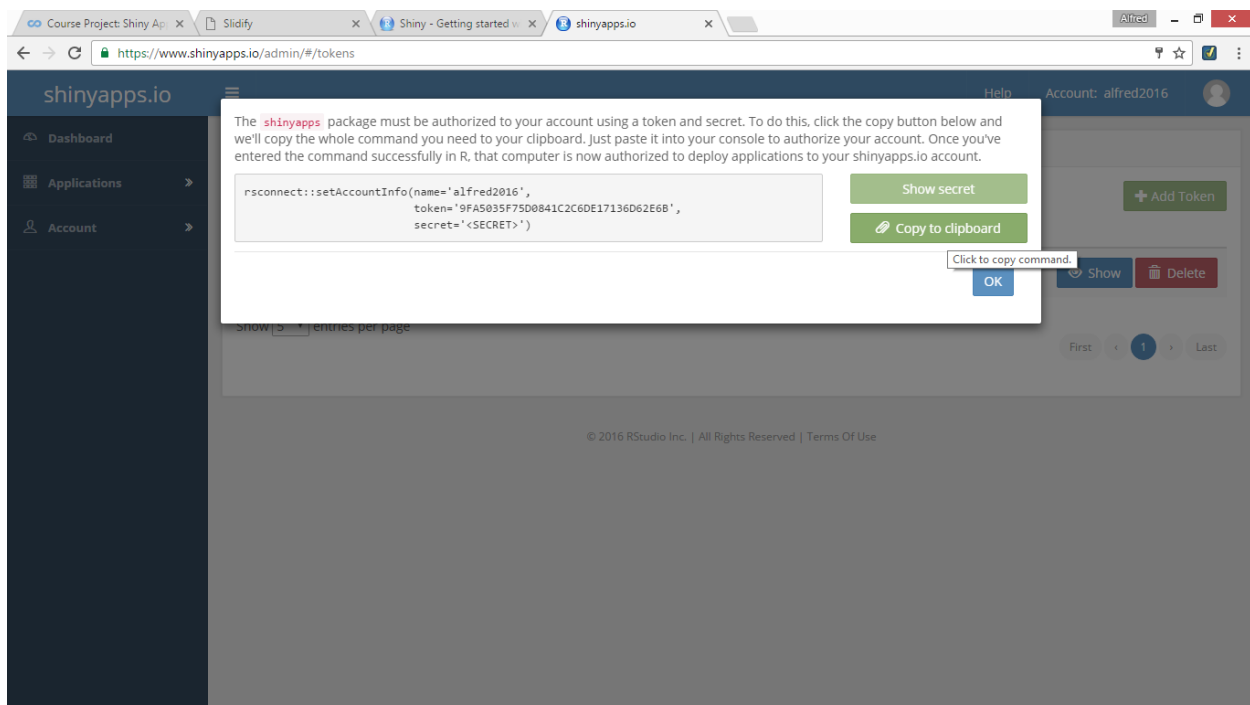 Course Project: Shiny Ap
Slidify
Shiny - Getting started w
shinyapps.io
Alfred
https://www.shinyapps.io/admin/#/tokens
shinyapps.io
Help
Account: alfred2016
Dashboard
Applications
Account
The shinyapps package must be authorized to your account using a token and secret. To do this, click the copy button below and
we'll copy the whole command you need to your clipboard. Just paste it into your console to authorize your account. Once you've
entered the command successfully in R, that computer is now authorized to deploy applications to your shinyapps.io account.
rsconnect::setAccountInfo(name='alfred2016',
token='9FA5035F75D0841C2C6DE17136D62E6B',
secret='<SECRET>')
Show secret
Copy to clipboard
Click to copy command.
OK
+ Add Token
Show
Delete
Show 5 entries per page
First ‹ 1 › Last
© 2016 RStudio Inc. | All Rights Reserved | Terms Of Use